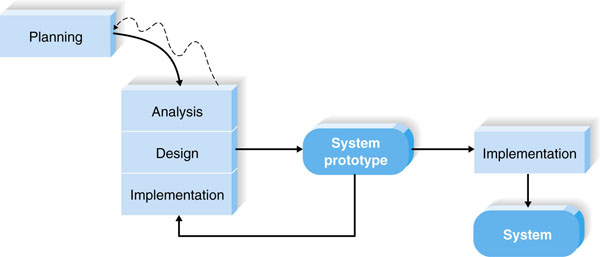 Planning
Analysis
Design
Implementation
System
prototype
Implementation
System